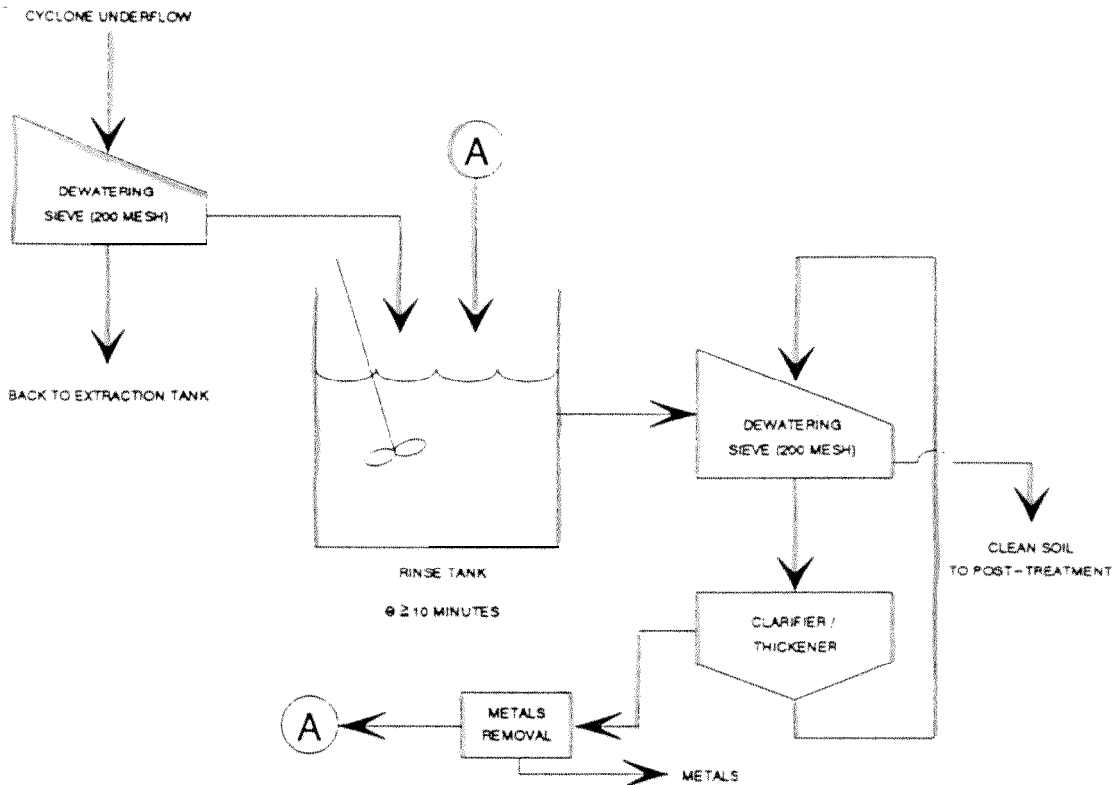 CYCLONE UNDERFLOW
A
DEWATERING
SIEVE (200 MESH)
BACK TO EXTRACTION TANK
DEWATERING
SIEVE (200 MESH)
RINSE TANK
θ ≧ 10 MINUTES
CLEAN SOIL
TO POST-TREATMENT
CLARIFIER /
THICKENER
A
METALS
REMOVAL
METALS